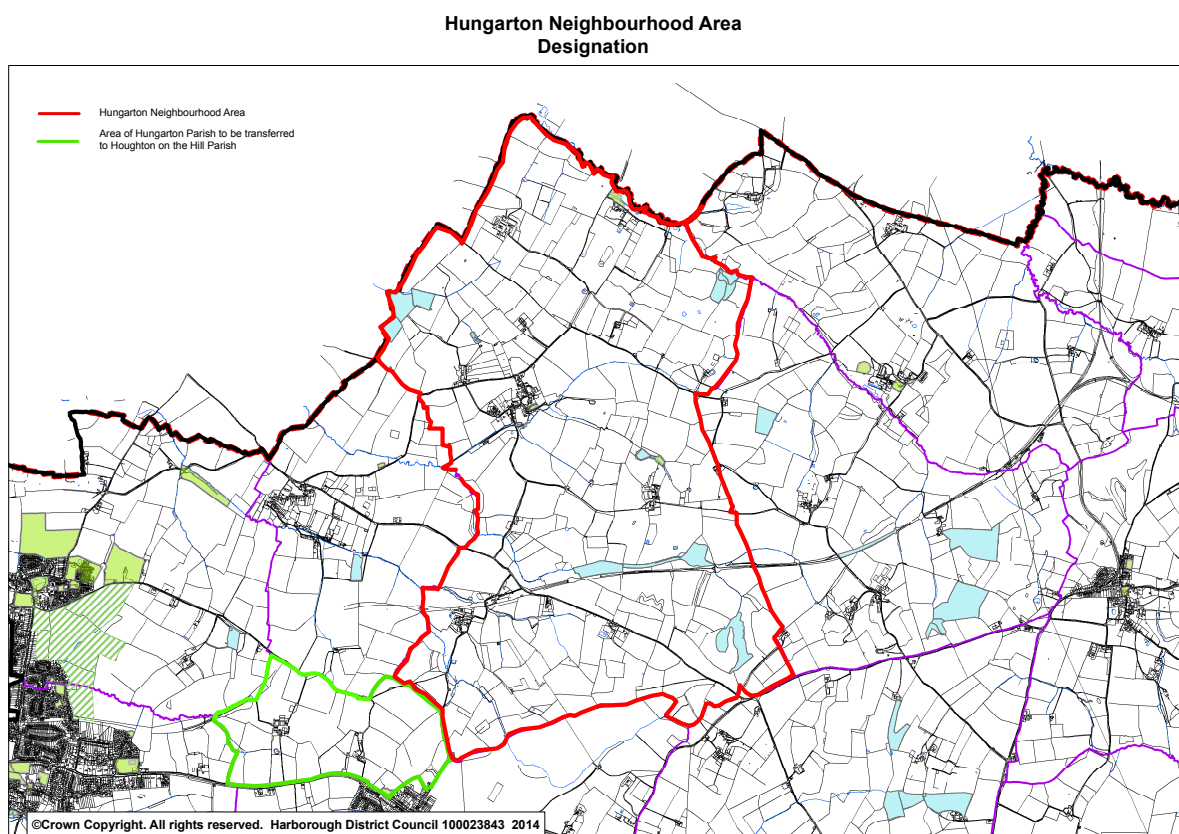 Hungarton Neighbourhood Area
Designation
Hungarton Neighbourhood Area
Area of Hungarton Parish to be transferred
to Houghton on the Hill Parish
©Crown Copyright. All rights reserved. Harborough District Council 100023843 2014